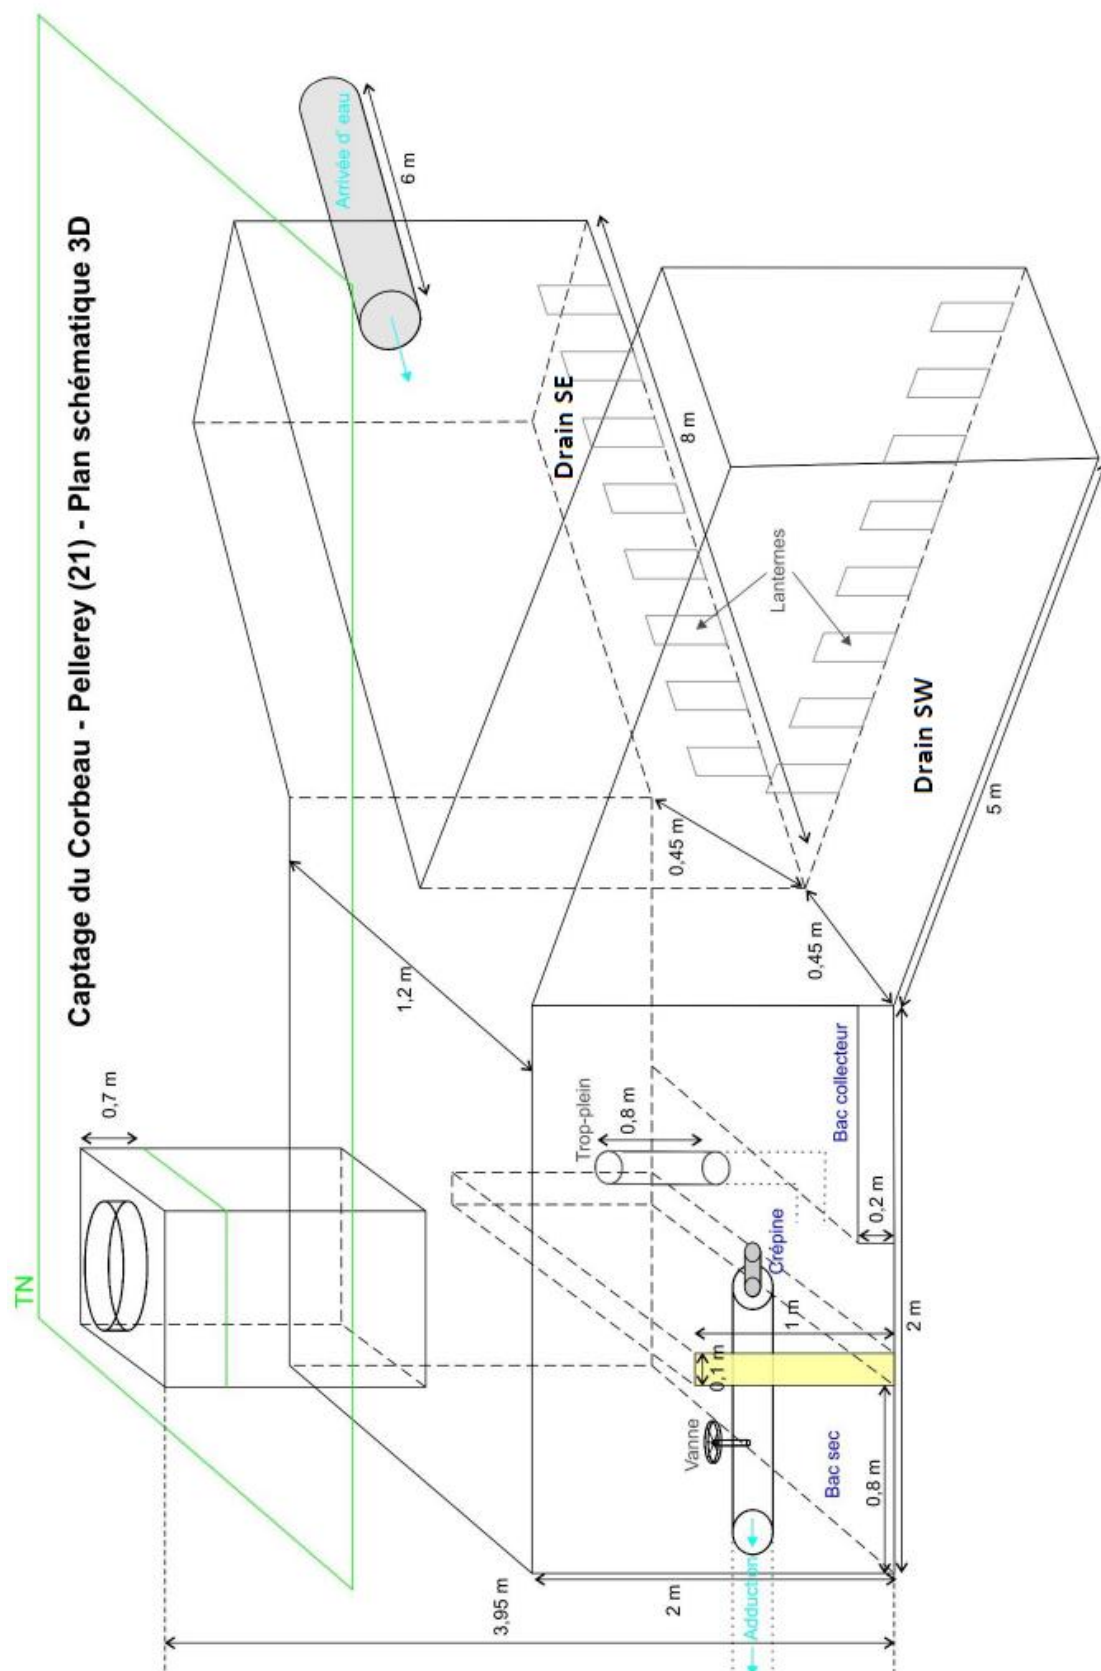 Captage du Corbeau - Pellerey (21) - Plan schématique 3D
TN
0,7 m
Arrivée d' eau
6 m
Drain SE
8 m
Lanternes
Drain SW
5 m
0,45 m
0,45 m
1,2 m
Trop-plein
0,8 m
Bac collecteur
0,2 m
Crépine
1 m
0,1 m
2 m
Vanne
Bac sec
0,8 m
Adduction
2 m
3,95 m